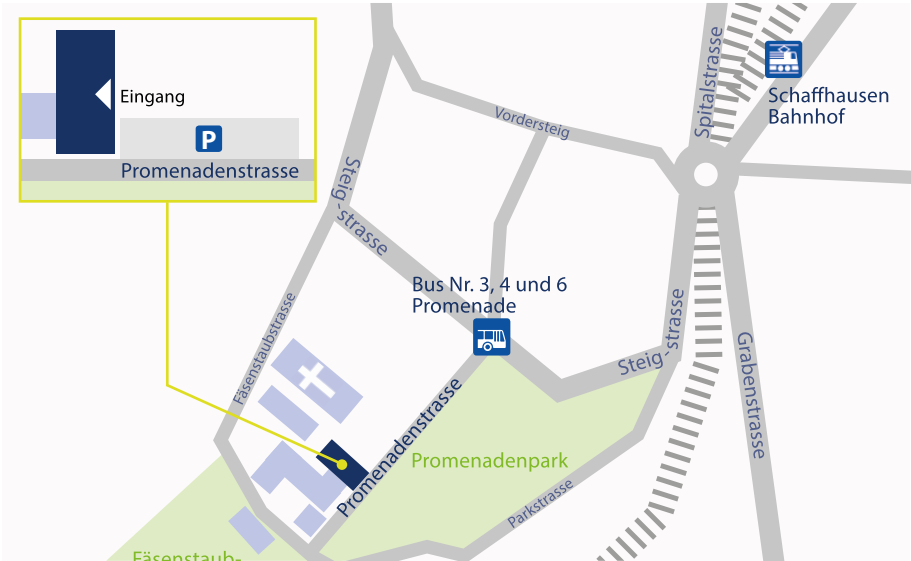 Eingang
P
Promenadenstrasse
Schaffhausen
Bahnhof
Spitalstrasse
Vordersteig
Steig-strasse
Bus Nr. 3, 4 und 6
Promenade
Fäsenstaubstrasse
Steig-strasse
Grabenstrasse
Promenadenstrasse
Promenadenpark
Parkstrasse
Fäsenstaub-